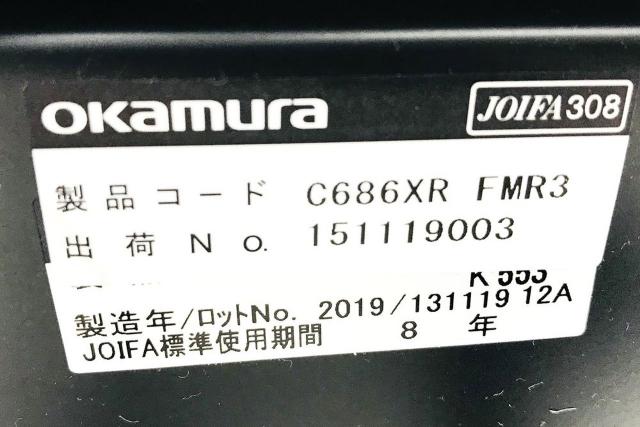 okamura
JOIFA308
製品コード C686XR FMR3
出荷No. 151119003
K553
製造年/ロットNo. 2019/131119 12A
JOIFA標準使用期間 8 年